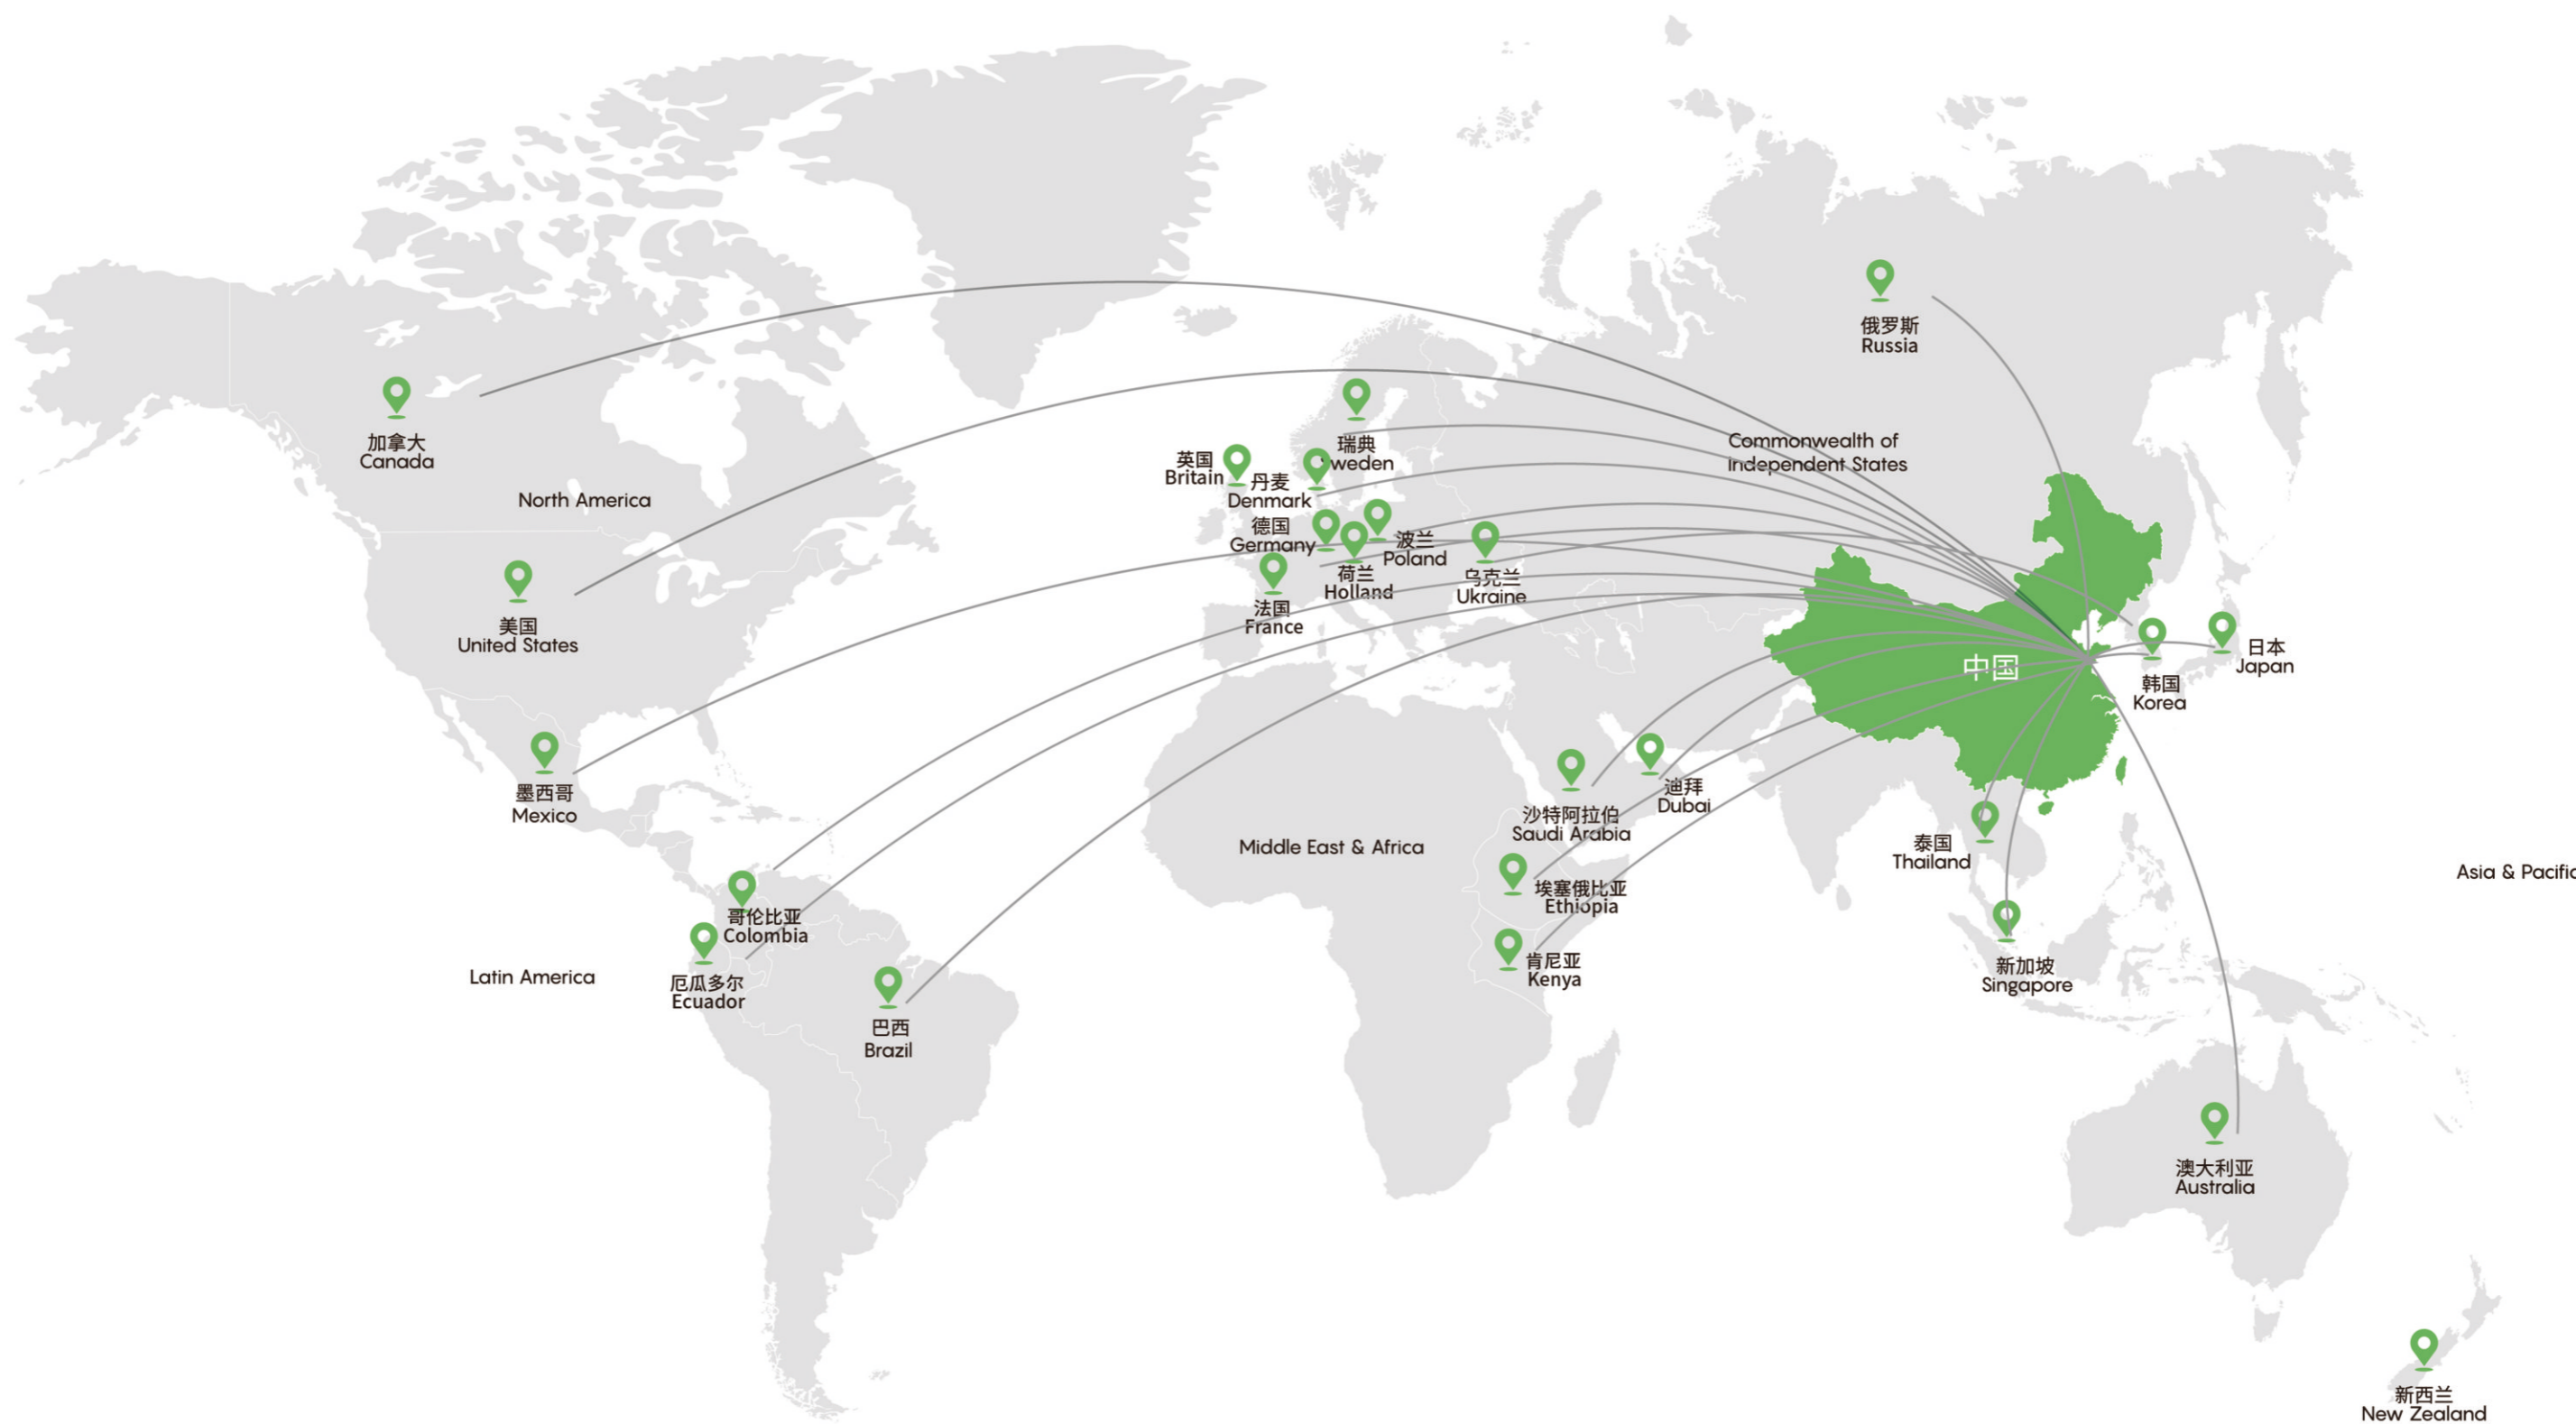 俄罗斯
Russia
加拿大
Canada
North America
瑞典
Sweden
Commonwealth of
Independent States
英国
Britain
丹麦
Denmark
德国
Germany
波兰
Poland
荷兰
Holland
乌克兰
Ukraine
法国
France
美国
United States
中国
日本
Japan
韩国
Korea
墨西哥
Mexico
沙特阿拉伯
Saudi Arabia
迪拜
Dubai
Middle East & Africa
泰国
Thailand
Asia & Pacific
埃塞俄比亚
Ethiopia
哥伦比亚
Colombia
Latin America
厄瓜多尔
Ecuador
肯尼亚
Kenya
新加坡
Singapore
巴西
Brazil
澳大利亚
Australia
新西兰
New Zealand